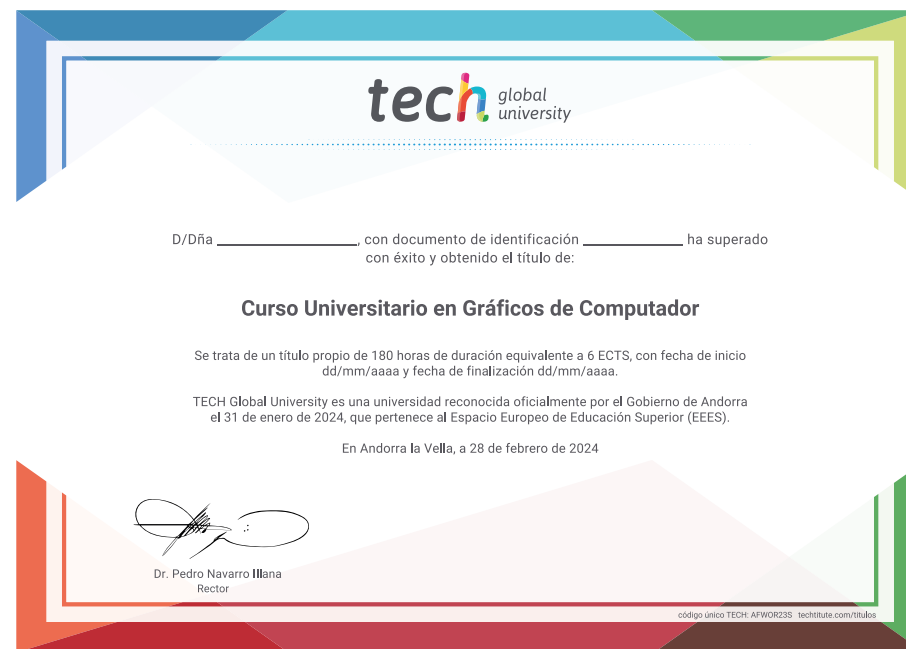 tech global
university
D/Dña ____________________, con documento de identificación ______________ ha superado
con éxito y obtenido el título de:
Curso Universitario en Gráficos de Computador
Se trata de un título propio de 180 horas de duración equivalente a 6 ECTS, con fecha de inicio
dd/mm/aaaa y fecha de finalización dd/mm/aaaa.
TECH Global University es una universidad reconocida oficialmente por el Gobierno de Andorra
el 31 de enero de 2024, que pertenece al Espacio Europeo de Educación Superior (EEES).
En Andorra la Vella, a 28 de febrero de 2024
Dr. Pedro Navarro Illana
Rector
código único TECH: AFWOR23S techtitute.com/titulos